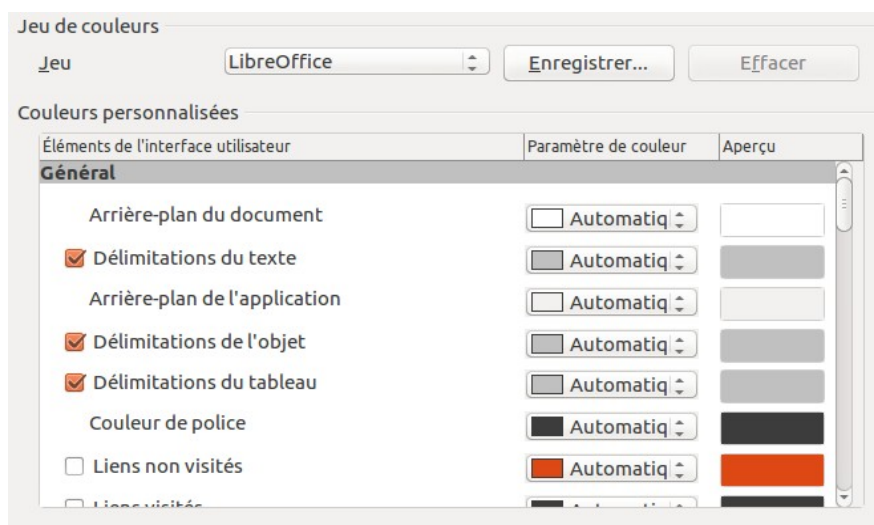 Jeu de couleurs
Jeu LibreOffice Enregistrer... Effacer
Couleurs personnalisées
Éléments de l'interface utilisateur Paramètre de couleur Aperçu
Général
Arrière-plan du document Automatiq
Délimitations du texte Automatiq
Arrière-plan de l'application Automatiq
Délimitations de l'objet Automatiq
Délimitations du tableau Automatiq
Couleur de police Automatiq
Liens non visités Automatiq
Liens visités